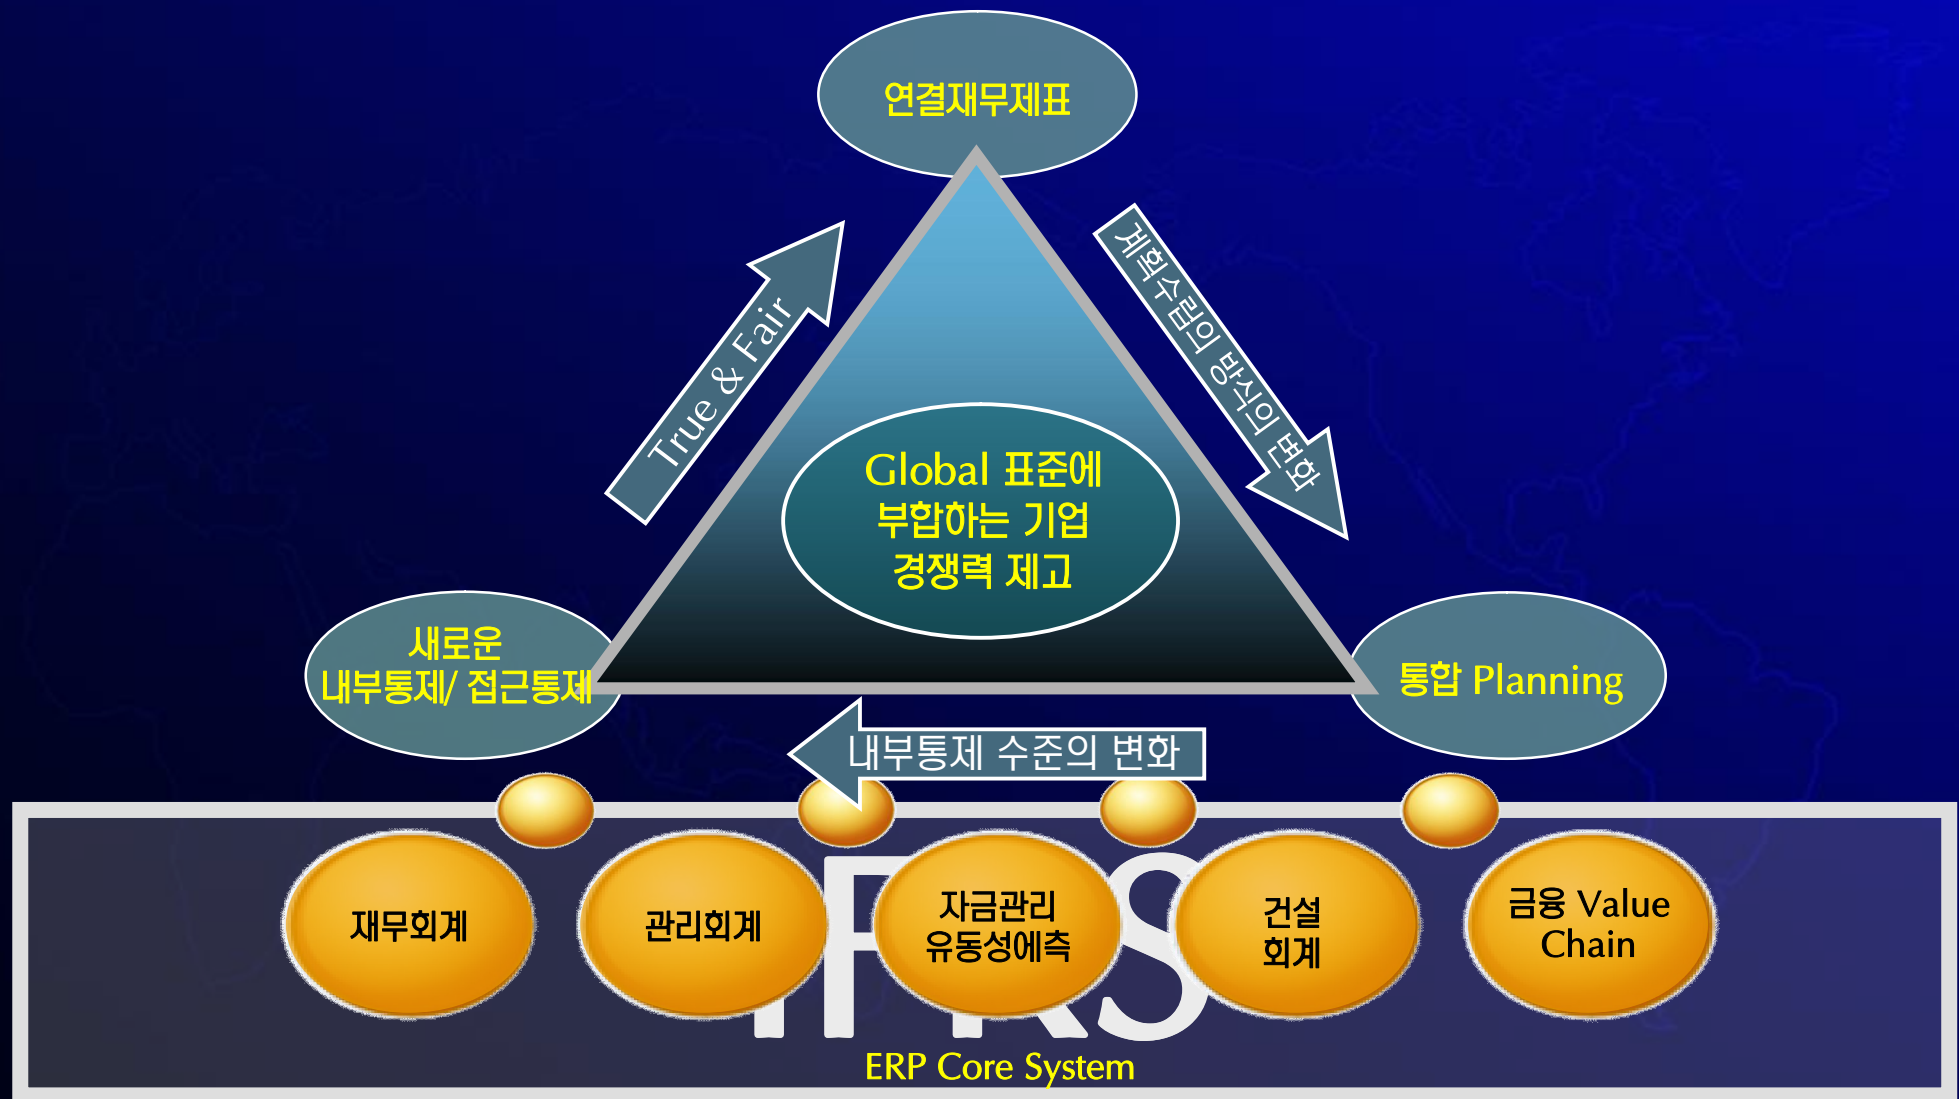 연결재무제표
True & Fair
계획수립의 방식의 변화
Global 표준에
부합하는 기업
경쟁력 제고
새로운
내부통제/ 접근통제
통합 Planning
내부통제 수준의 변화
IFRS
재무회계
관리회계
자금관리
유동성에측
건설
회계
금융 Value
Chain
ERP Core System